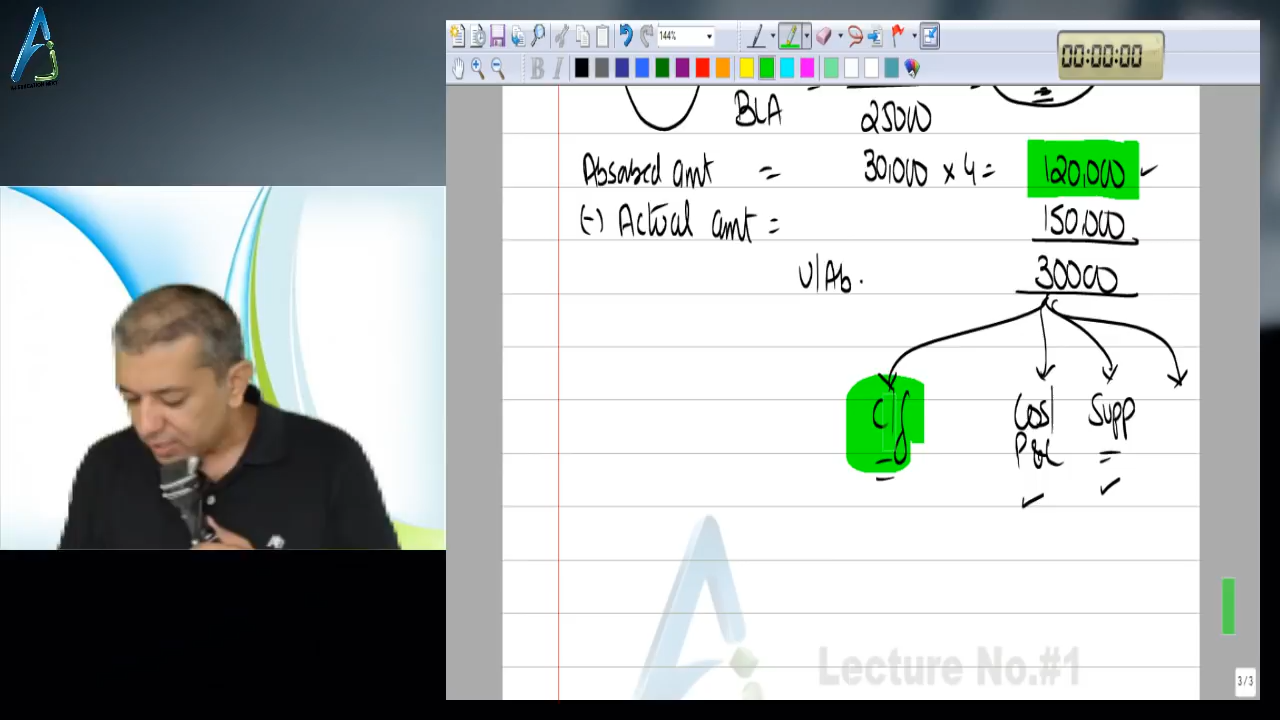 144%
00:00:00
BLA = =
25000
Absorbed amt = 30,000 × 4 = 120,000
(-) Actual amt = 150,000
U/Ab. 30000
C/f Cost Supp
P&L
Lecture No.#1
3/3
B I